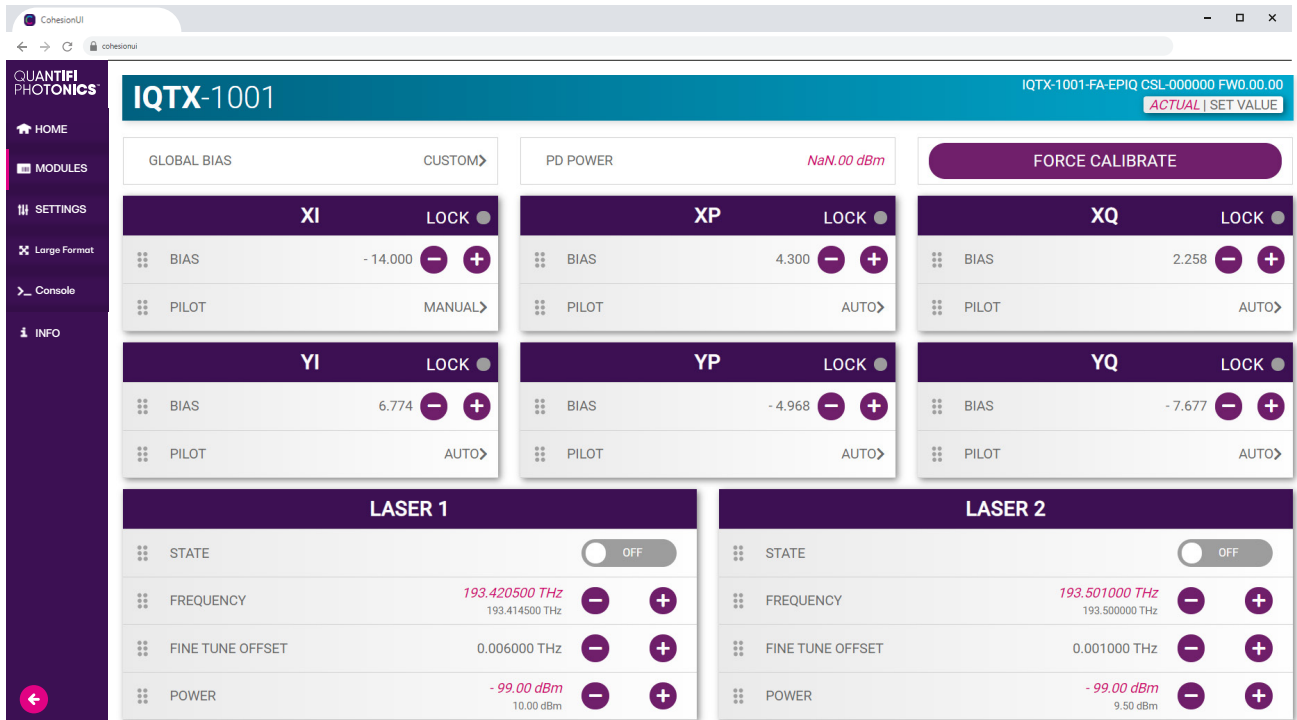 CohesionUI
cohesionui
QUANTIFI
PHOTONICS™
HOME
MODULES
SETTINGS
Large Format
Console
INFO
IQTX-1001
IQTX-1001-FA-EPIQ CSL-000000 FW0.00.00
ACTUAL | SET VALUE
GLOBAL BIAS CUSTOM
PD POWER NaN.00 dBm
FORCE CALIBRATE
XI LOCK
BIAS - 14.000
PILOT MANUAL
XP LOCK
BIAS 4.300
PILOT AUTO
XQ LOCK
BIAS 2.258
PILOT AUTO
YI LOCK
BIAS 6.774
PILOT AUTO
YP LOCK
BIAS - 4.968
PILOT AUTO
YQ LOCK
BIAS - 7.677
PILOT AUTO
LASER 1
STATE OFF
FREQUENCY 193.420500 THz
193.414500 THz
FINE TUNE OFFSET 0.006000 THz
POWER - 99.00 dBm
10.00 dBm
LASER 2
STATE OFF
FREQUENCY 193.501000 THz
193.500000 THz
FINE TUNE OFFSET 0.001000 THz
POWER - 99.00 dBm
9.50 dBm